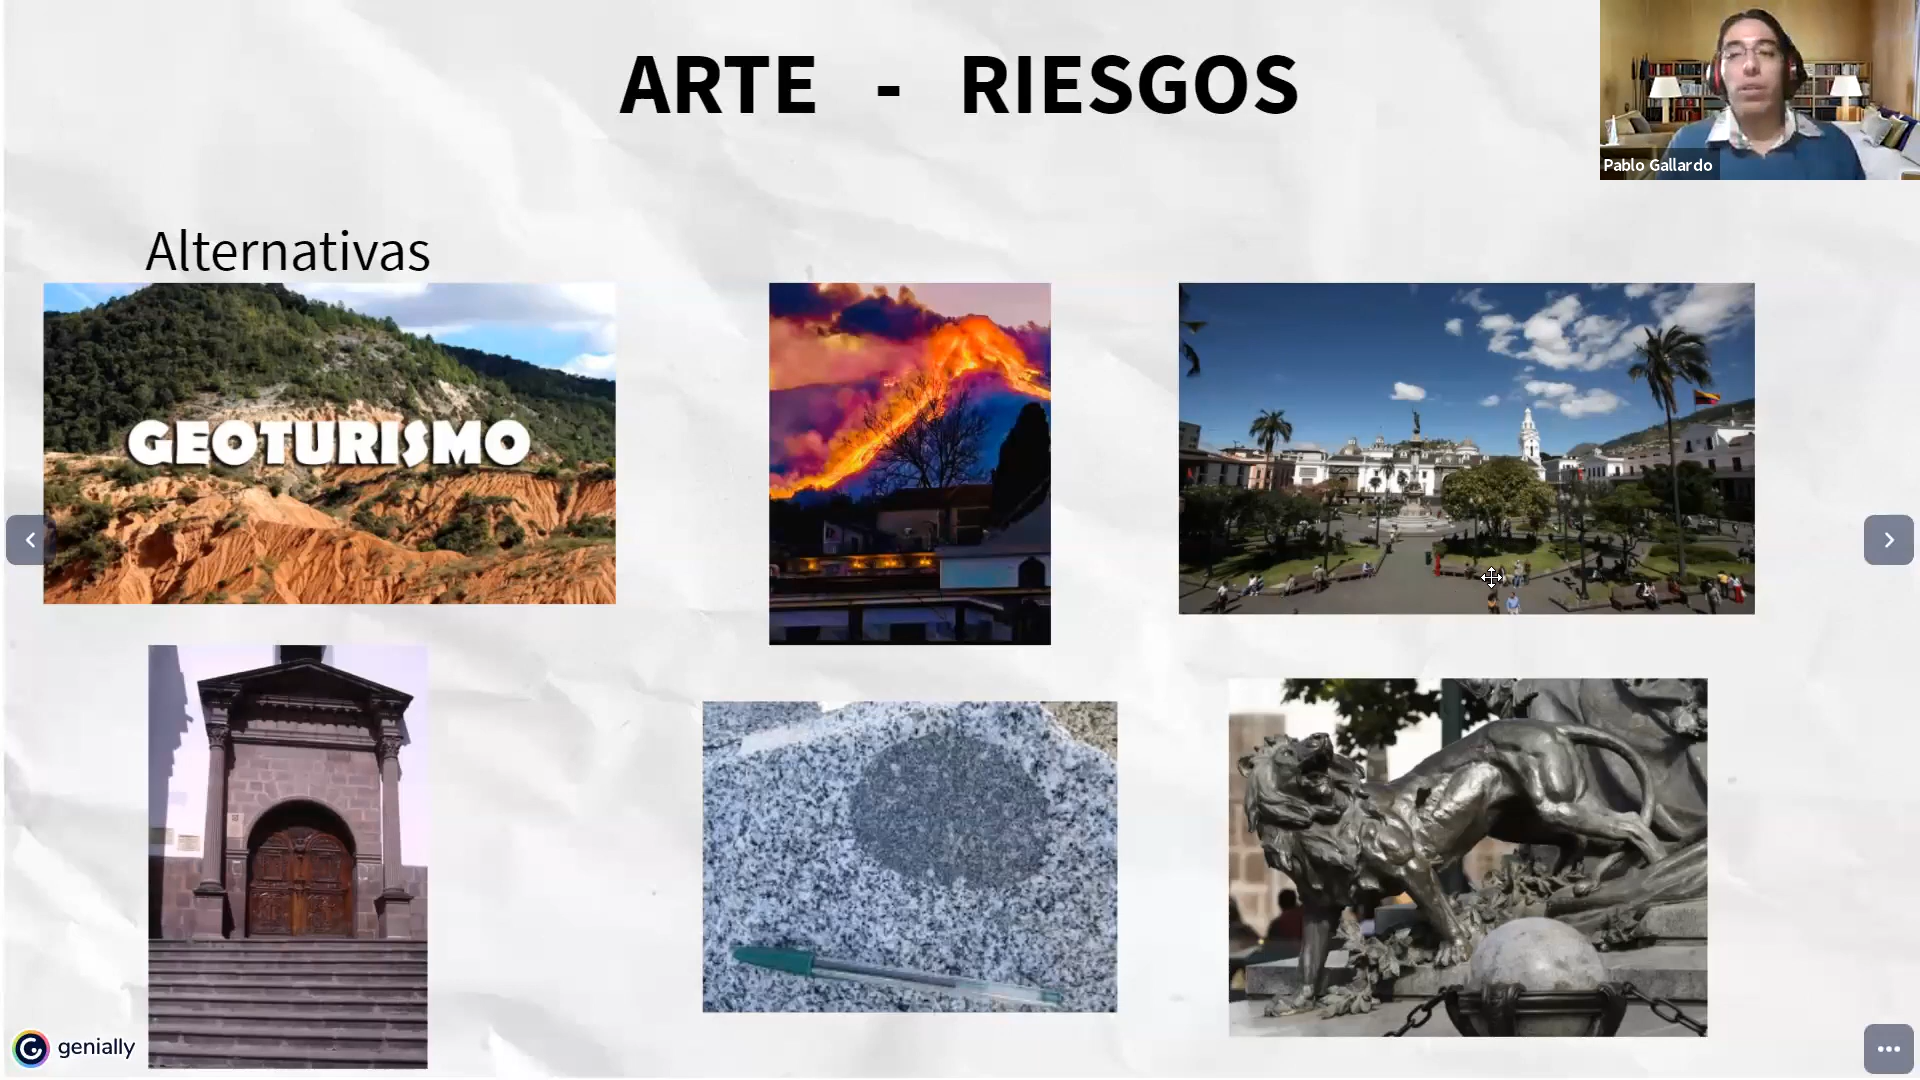 ARTE - RIESGOS
Pablo Gallardo
Alternativas
GEOTURISMO
genially